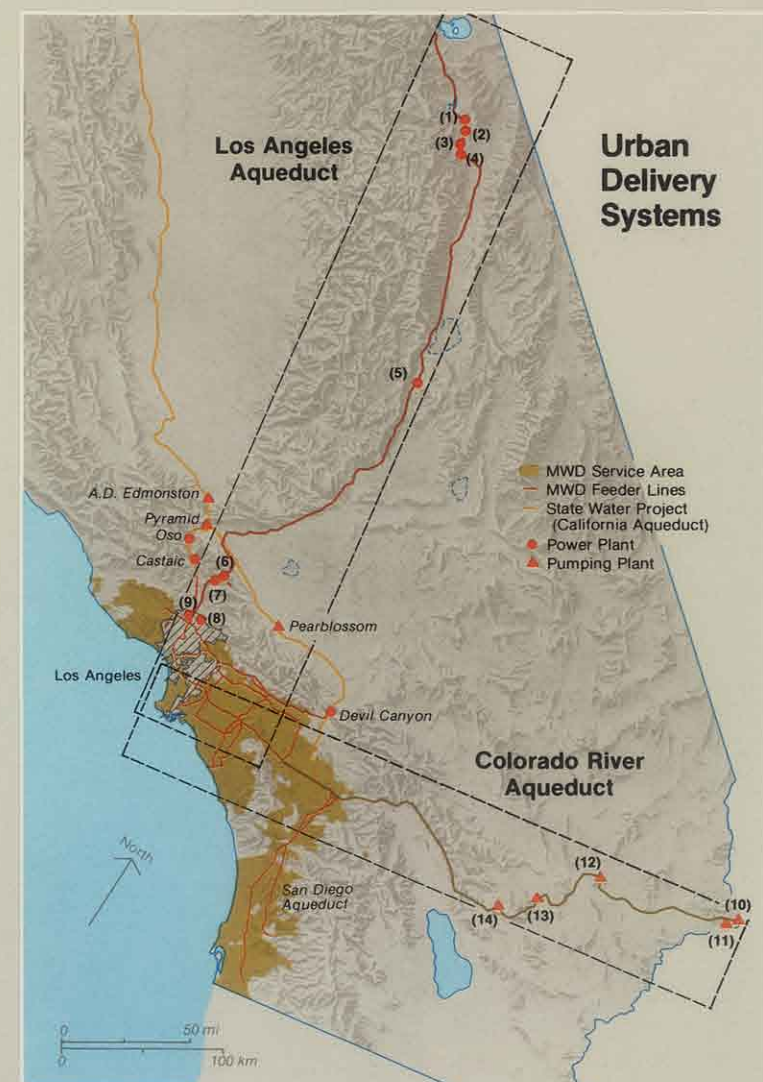 Urban
Delivery
Systems
Los Angeles
Aqueduct
(1)
(2)
(3)
(4)
(5)
MWD Service Area
MWD Feeder Lines
State Water Project
(California Aqueduct)
Power Plant
Pumping Plant
A.D. Edmonston
Pyramid
Oso
Castaic
(6)
(7)
(9)
(8)
Pearblossom
Los Angeles
Devil Canyon
Colorado River
Aqueduct
North
San Diego
Aqueduct
(12)
(10)
(14)
(13)
(11)
0 50 mi
0 100 km